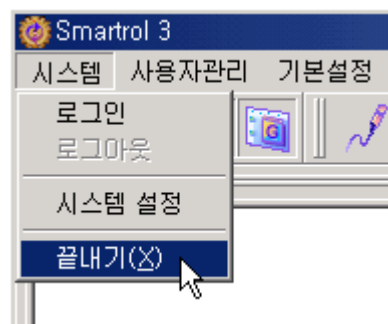 Smartrol 3
시스템 사용자관리 기본설정
로그인
로그아웃
시스템 설정
끝내기(X)